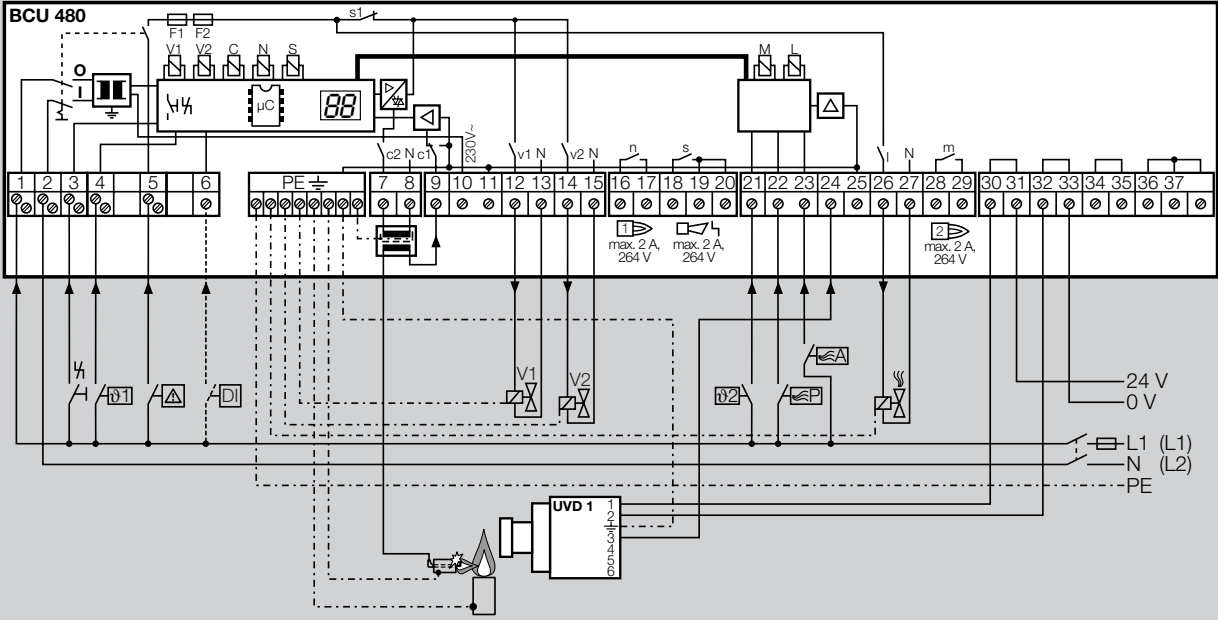 BCU 480
s1
F1 F2
V1 V2 C N S
M L
O
I
µC
88
230V~
c2 N c1
v1 N
v2 N
n
s
l N
m
1 2 3 4 5 6
PE
7 8 9 10 11 12 13 14 15 16 17 18 19 20 21 22 23 24 25 26 27 28 29 30 31 32 33 34 35 36 37
1
max. 2 A,
264 V
max. 2 A,
264 V
2
max. 2 A,
264 V
A
V1
V2
ϑ1
DI
ϑ2
P
24 V
0 V
L1 (L1)
N (L2)
PE
UVD 1
1
2
3
4
5
6